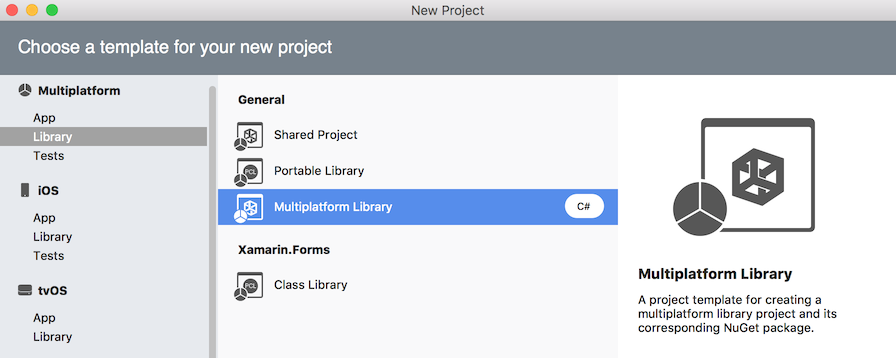 New Project
Choose a template for your new project
Multiplatform
App
Library
Tests
iOS
App
Library
Tests
tvOS
App
Library
General
Shared Project
PCL
Portable Library
Multiplatform Library
C#
Xamarin.Forms
PCL
Class Library
Multiplatform Library
A project template for creating a
multiplatform library project and its
corresponding NuGet package.